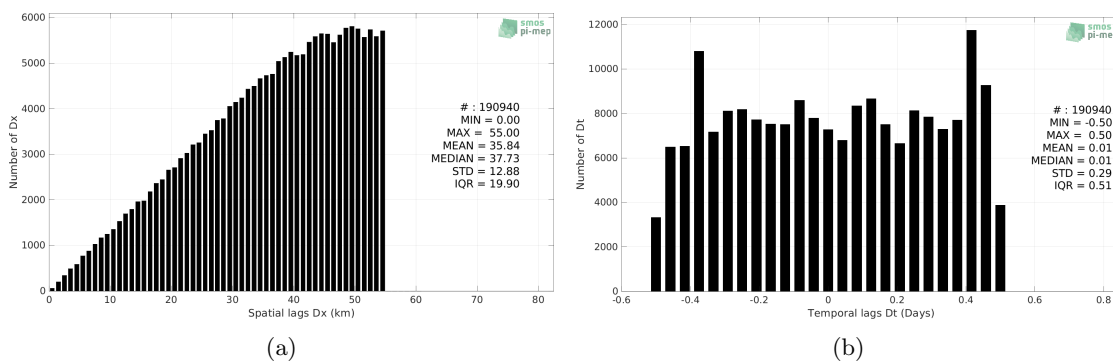 6000
5000
4000
3000
2000
1000
0
Number of Dx
0 10 20 30 40 50 60 70 80
Spatial lags Dx (km)
smos
pi-mep
# : 190940
MIN = 0.00
MAX = 55.00
MEAN = 35.84
MEDIAN = 37.73
STD = 12.88
IQR = 19.90
(a)
12000
10000
8000
6000
4000
2000
0
Number of Dt
-0.6 -0.4 -0.2 0 0.2 0.4 0.6 0.8
Temporal lags Dt (Days)
smos
pi-mep
# : 190940
MIN = -0.50
MAX = 0.50
MEAN = 0.01
MEDIAN = 0.01
STD = 0.29
IQR = 0.51
(b)